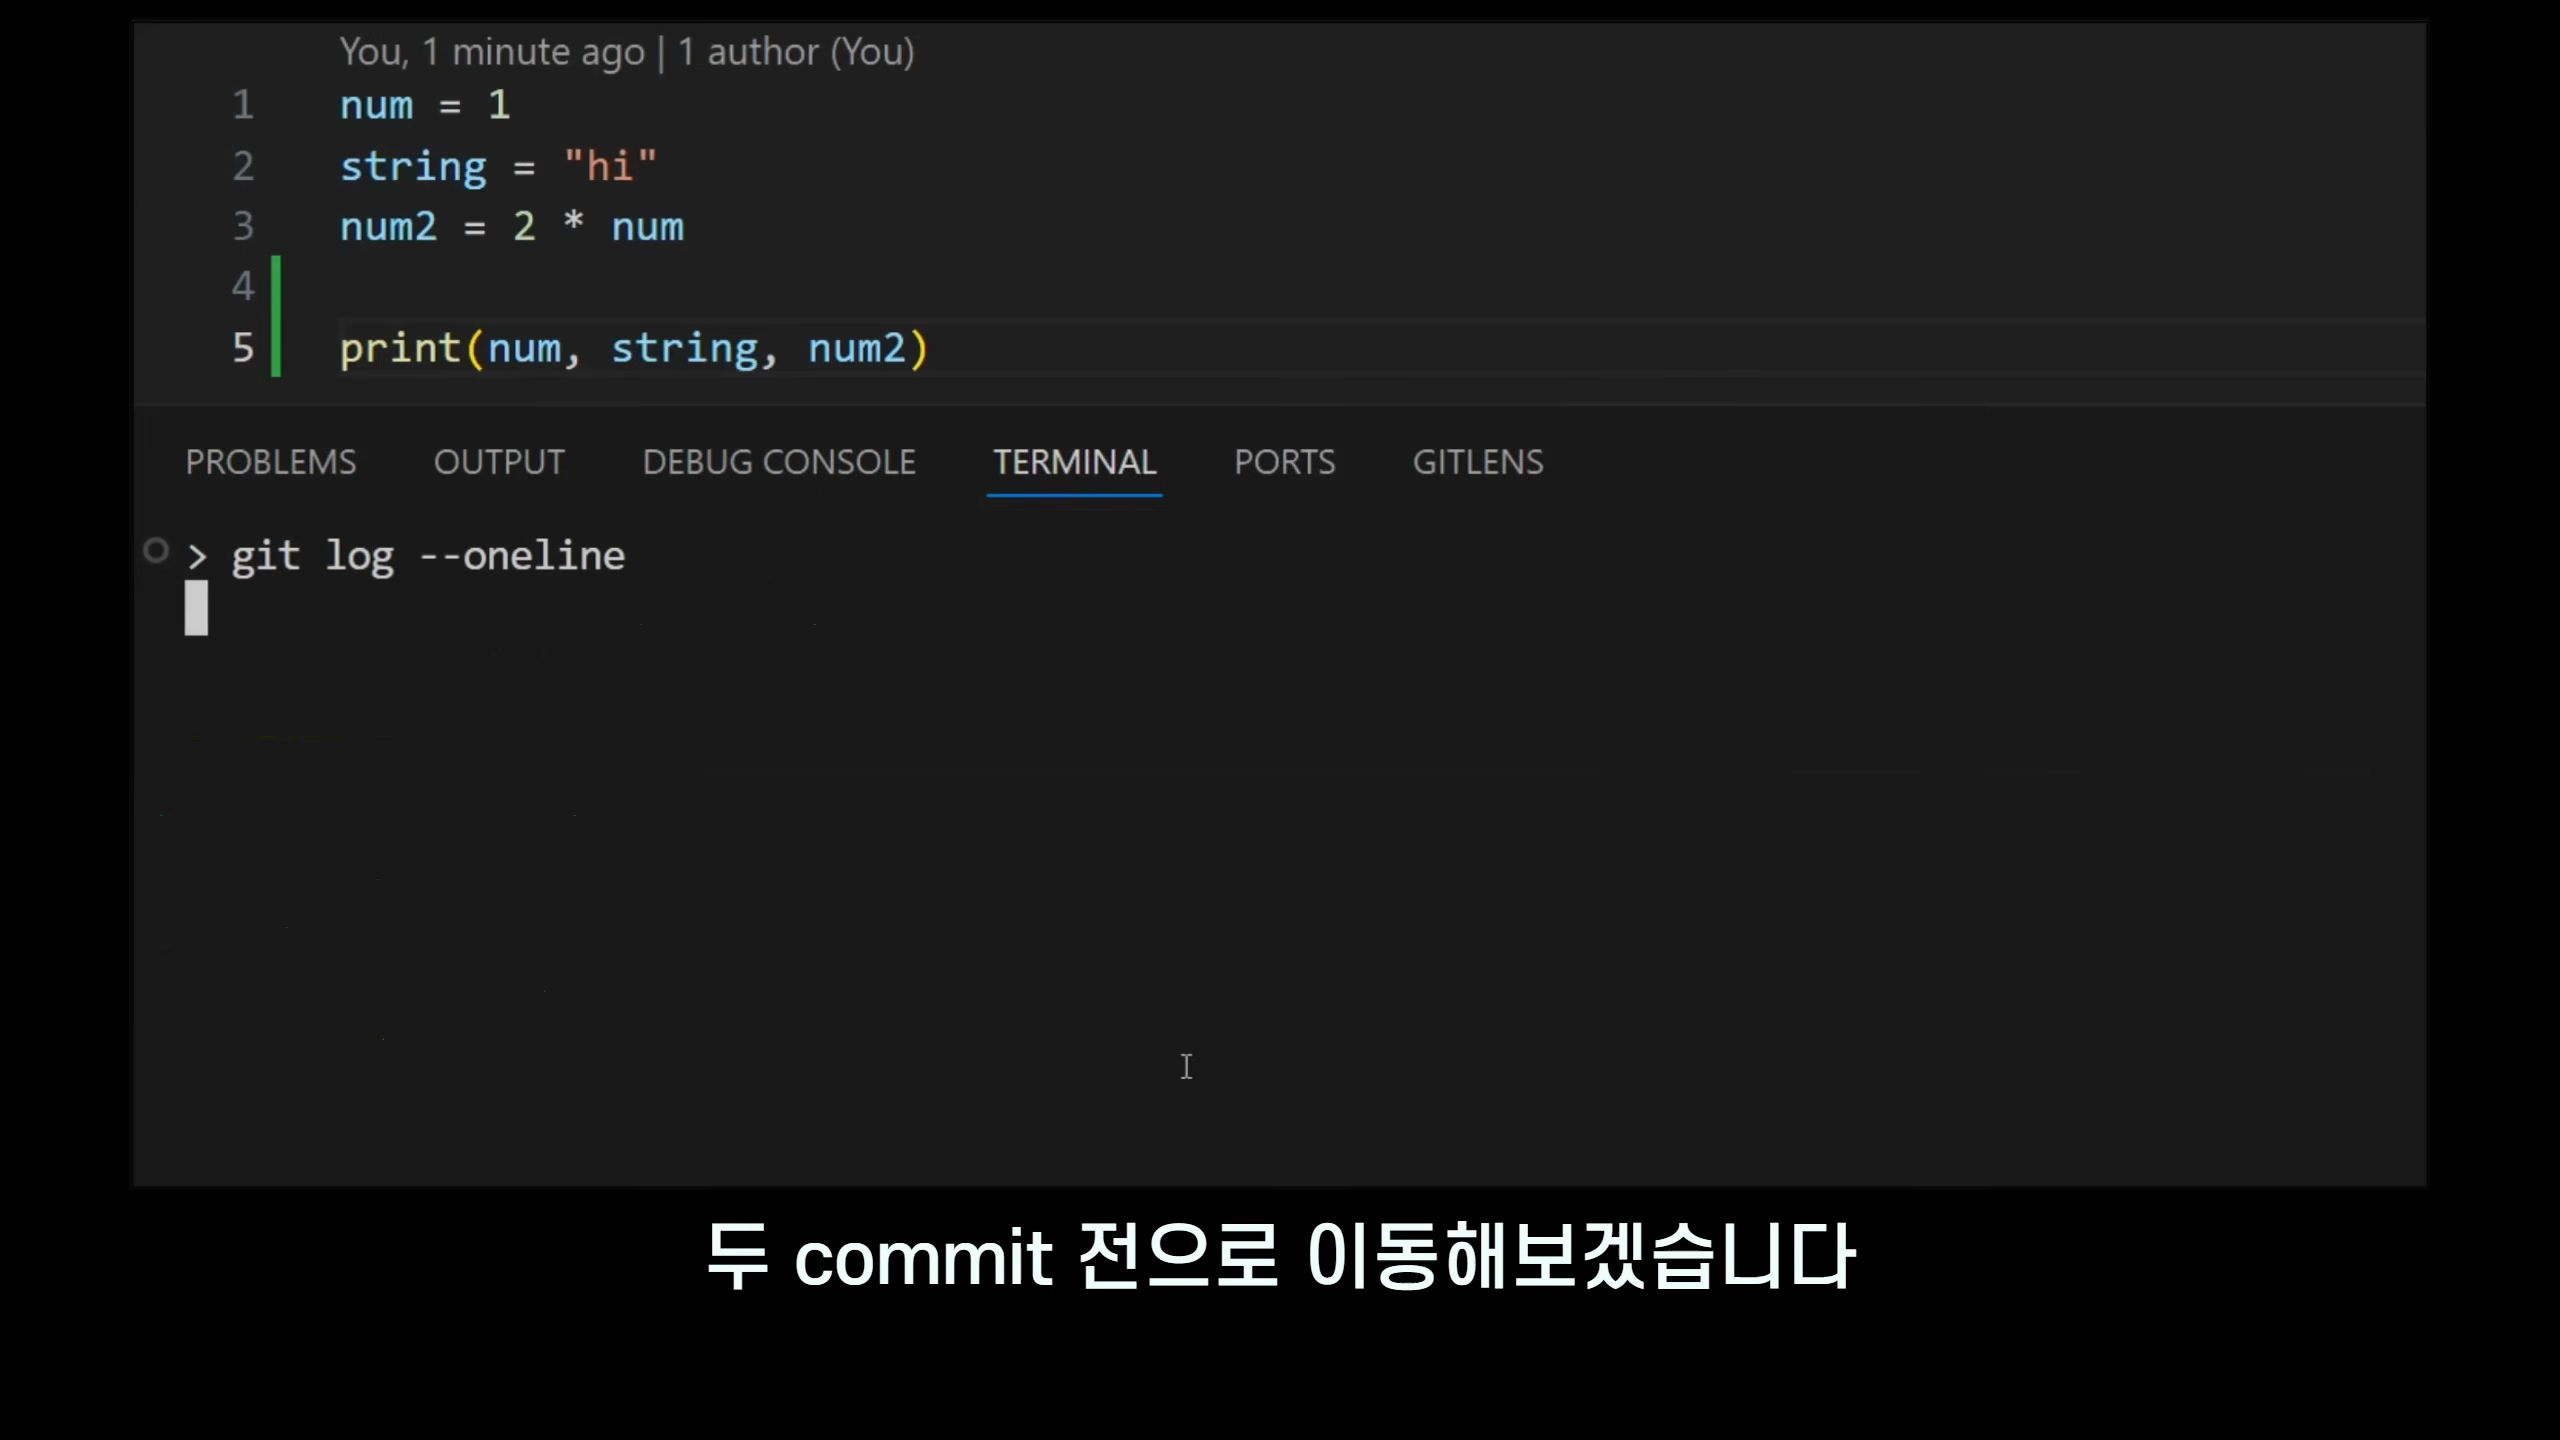 You, 1 minute ago | 1 author (You)
1 num = 1
2 string = "hi"
3 num2 = 2 * num
4
5 print(num, string, num2)
PROBLEMS OUTPUT DEBUG CONSOLE TERMINAL PORTS GITLENS
> git log --oneline
두 commit 전으로 이동해보겠습니다